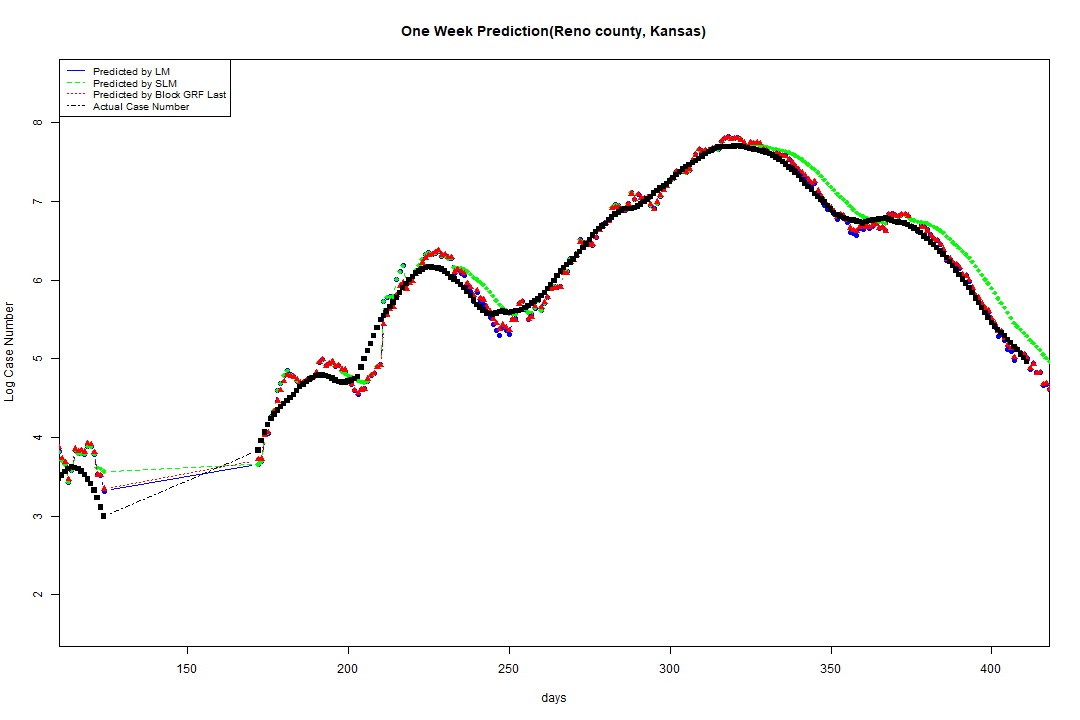 One Week Prediction(Reno county, Kansas)
Predicted by LM
Predicted by SLM
Predicted by Block GRF Last
Actual Case Number
8
7
6
5
4
3
2
Log Case Number
150 200 250 300 350 400
days